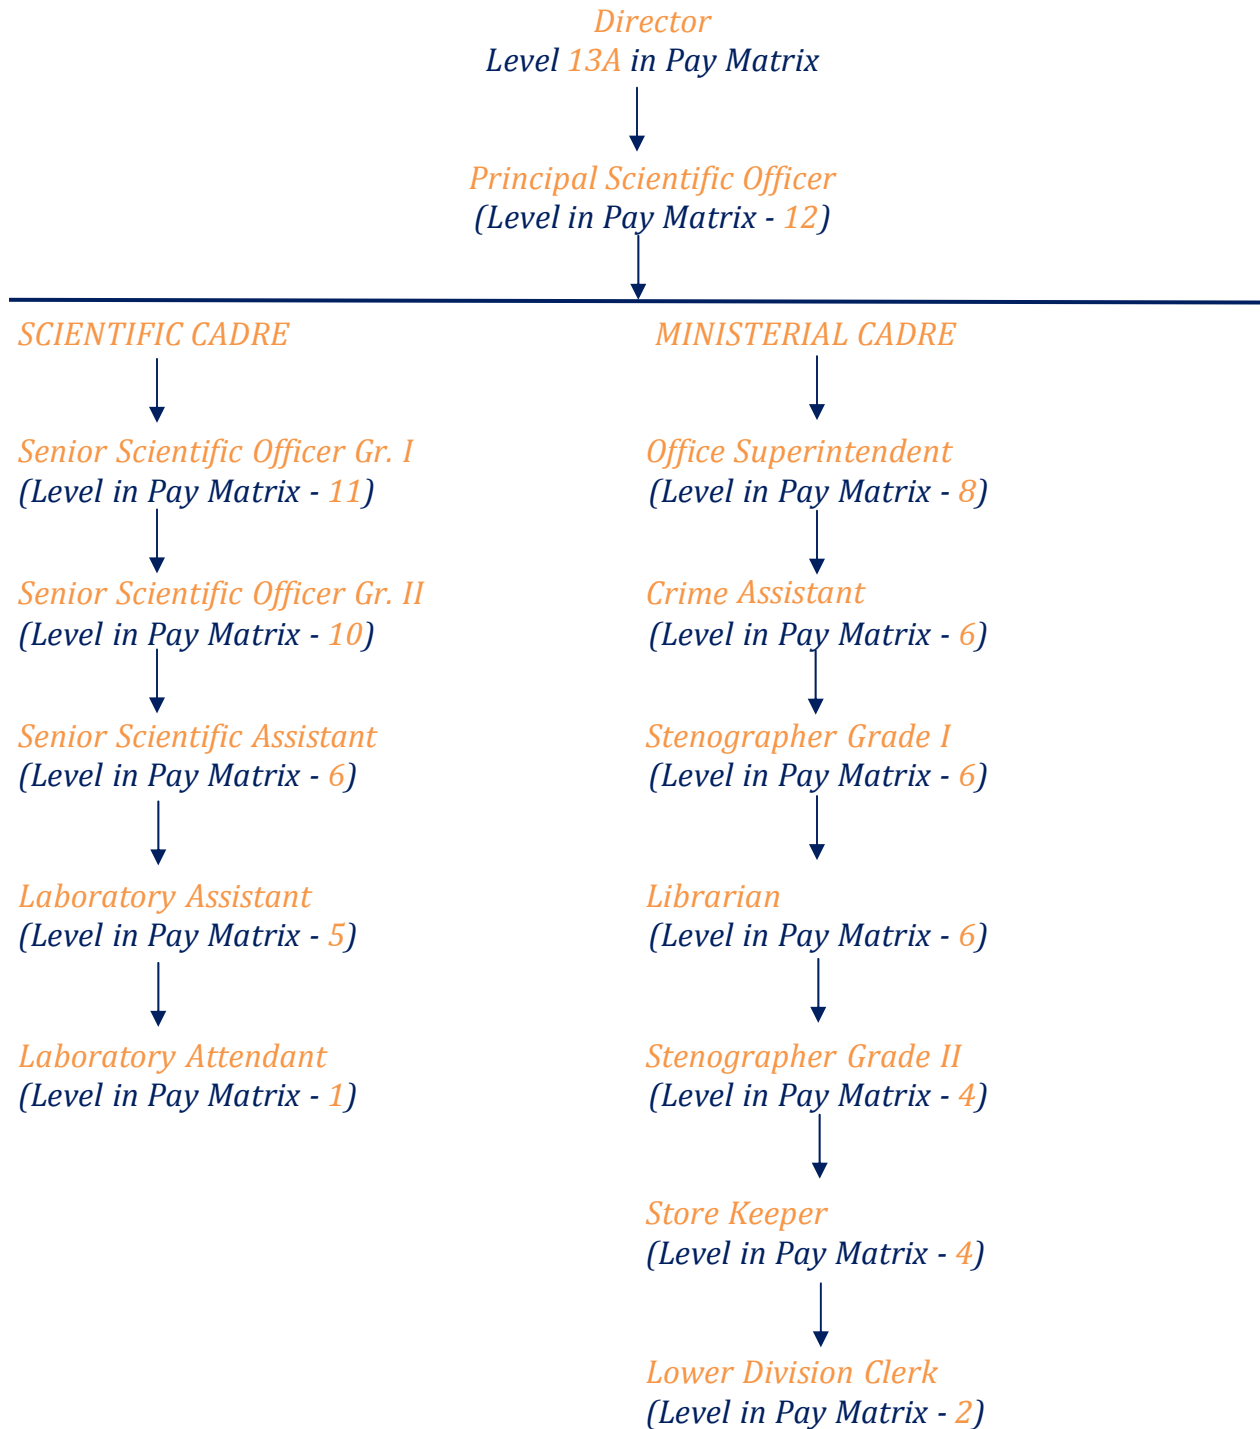 Director
Level 13A in Pay Matrix
Principal Scientific Officer
(Level in Pay Matrix - 12)
SCIENTIFIC CADRE
Senior Scientific Officer Gr. I
(Level in Pay Matrix - 11)
Senior Scientific Officer Gr. II
(Level in Pay Matrix - 10)
Senior Scientific Assistant
(Level in Pay Matrix - 6)
Laboratory Assistant
(Level in Pay Matrix - 5)
Laboratory Attendant
(Level in Pay Matrix - 1)
MINISTERIAL CADRE
Office Superintendent
(Level in Pay Matrix - 8)
Crime Assistant
(Level in Pay Matrix - 6)
Stenographer Grade I
(Level in Pay Matrix - 6)
Librarian
(Level in Pay Matrix - 6)
Stenographer Grade II
(Level in Pay Matrix - 4)
Store Keeper
(Level in Pay Matrix - 4)
Lower Division Clerk
(Level in Pay Matrix - 2)